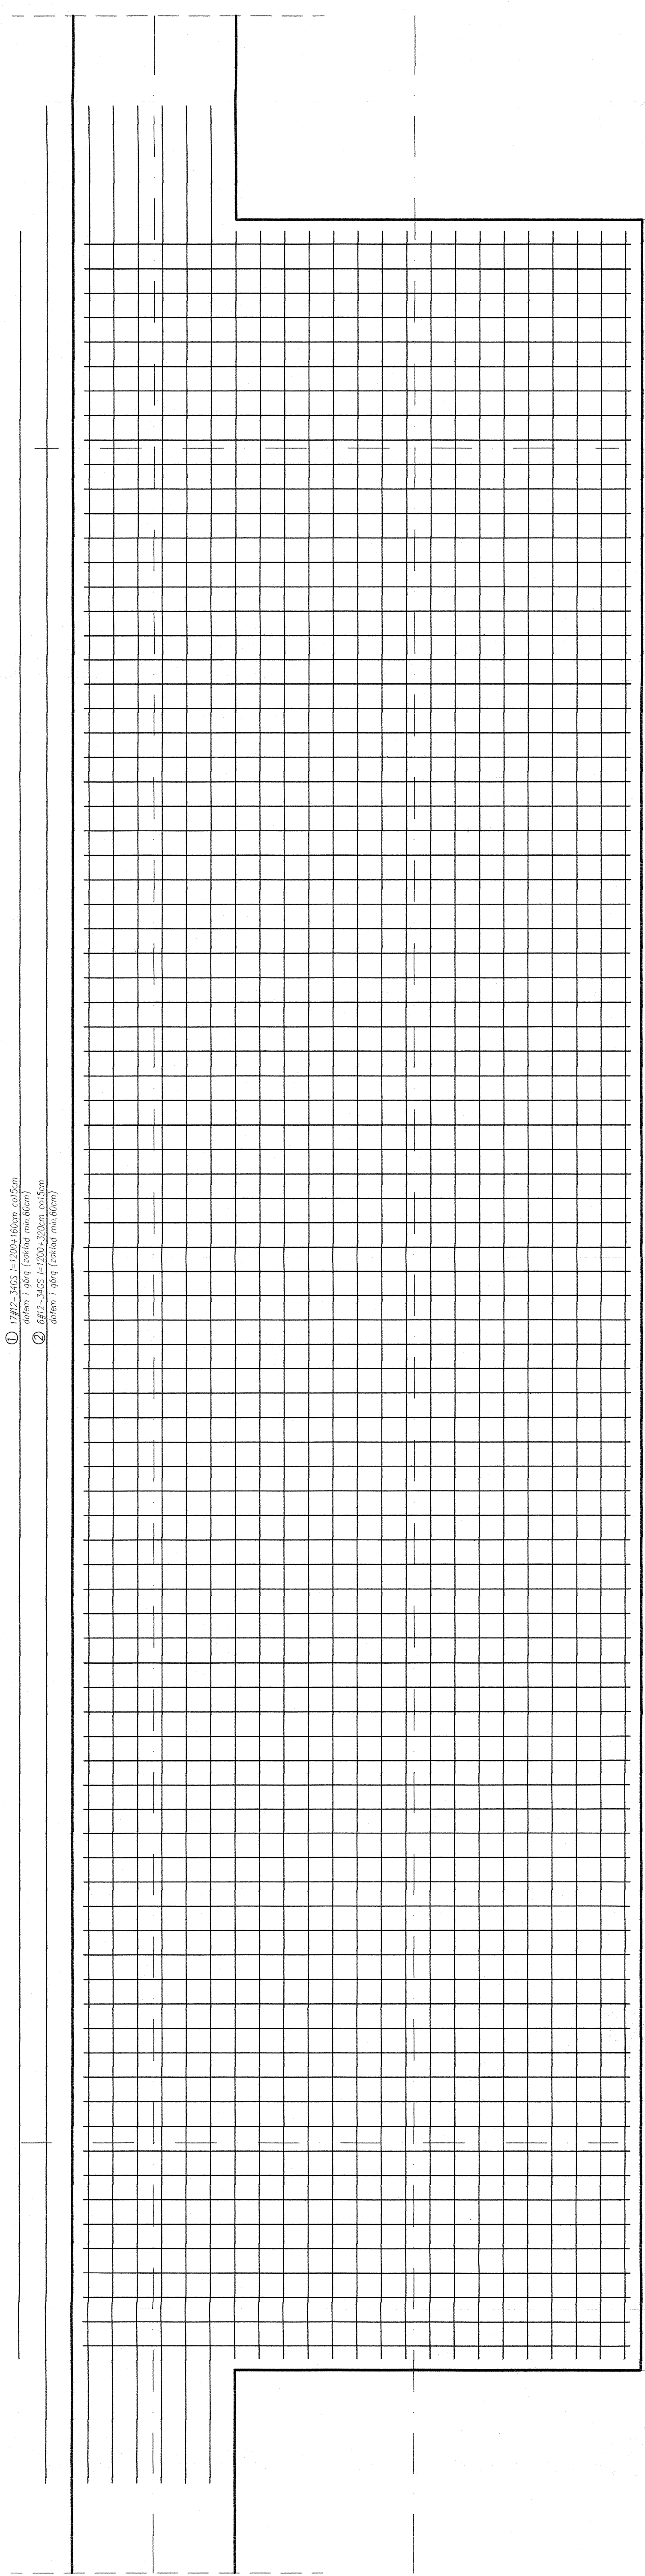 ① 17#12-34GS l=1200+160cm co15cm
dołem i górą (zakład min.60cm)
② 6#12-34GS l=1200+320cm co15cm
dołem i górą (zakład min.60cm)